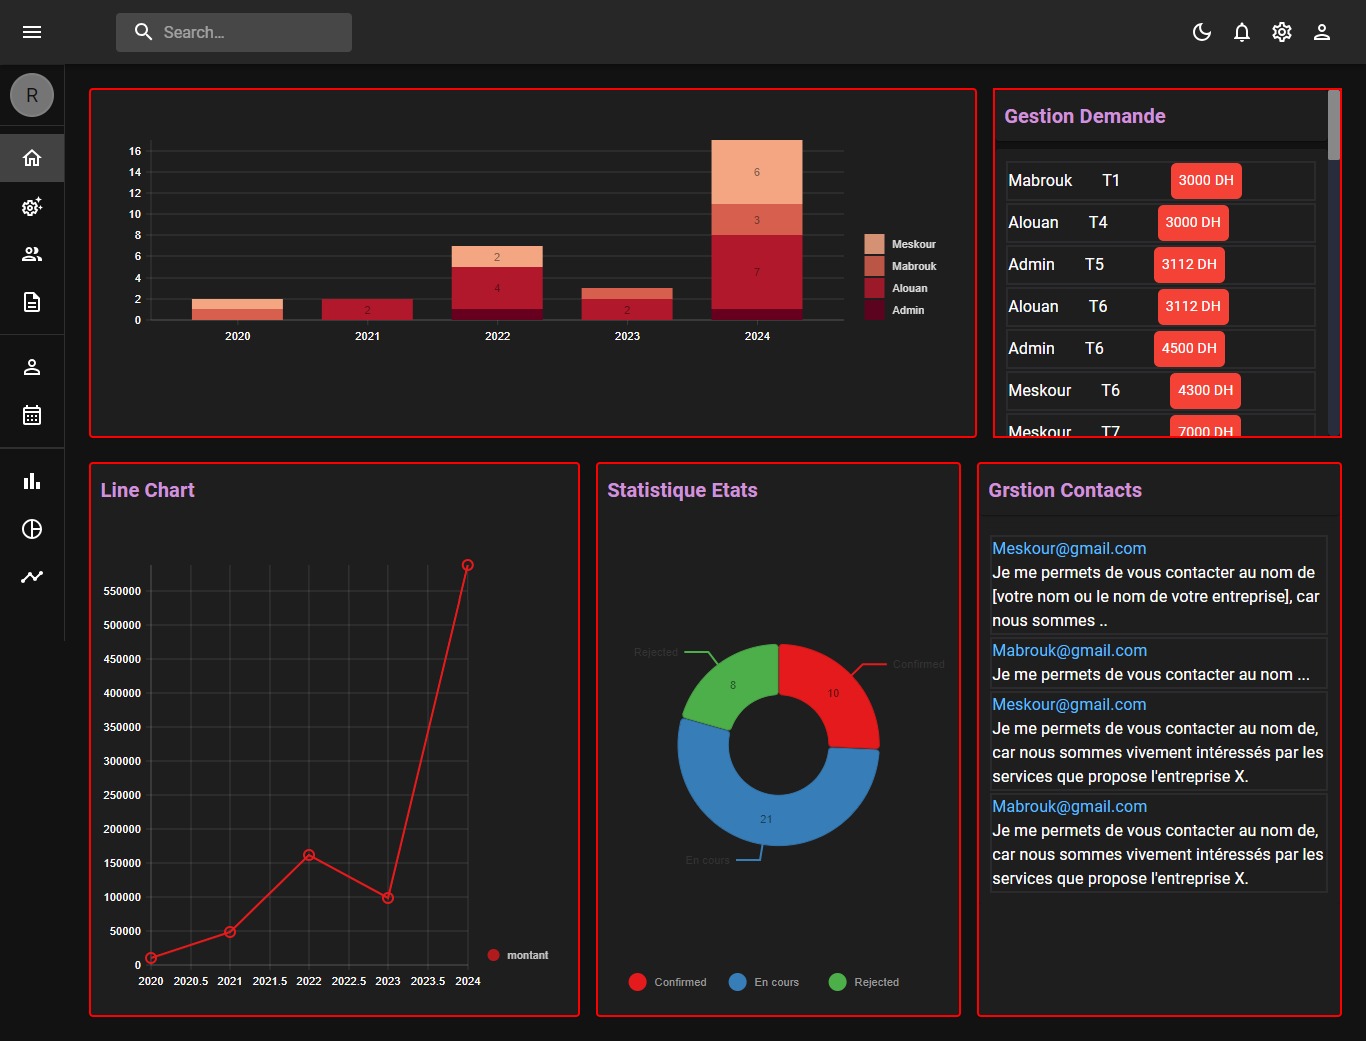 Search...
R
16
14
12
10
8
6
4
2
0
2
4
2
2
6
3
7
2020
2021
2022
2023
2024
Meskour
Mabrouk
Alouan
Admin
Gestion Demande
Mabrouk T1 3000 DH
Alouan T4 3000 DH
Admin T5 3112 DH
Alouan T6 3112 DH
Admin T6 4500 DH
Meskour T6 4300 DH
Meskour T7 7000 DH
Line Chart
550000
500000
450000
400000
350000
300000
250000
200000
150000
100000
50000
0
2020 2020.5 2021 2021.5 2022 2022.5 2023 2023.5 2024
montant
Statistique Etats
Rejected
Confirmed
8
10
21
En cours
Confirmed En cours Rejected
Grstion Contacts
Meskour@gmail.com
Je me permets de vous contacter au nom de
[votre nom ou le nom de votre entreprise], car
nous sommes ..
Mabrouk@gmail.com
Je me permets de vous contacter au nom ...
Meskour@gmail.com
Je me permets de vous contacter au nom de,
car nous sommes vivement intéressés par les
services que propose l'entreprise X.
Mabrouk@gmail.com
Je me permets de vous contacter au nom de,
car nous sommes vivement intéressés par les
services que propose l'entreprise X.